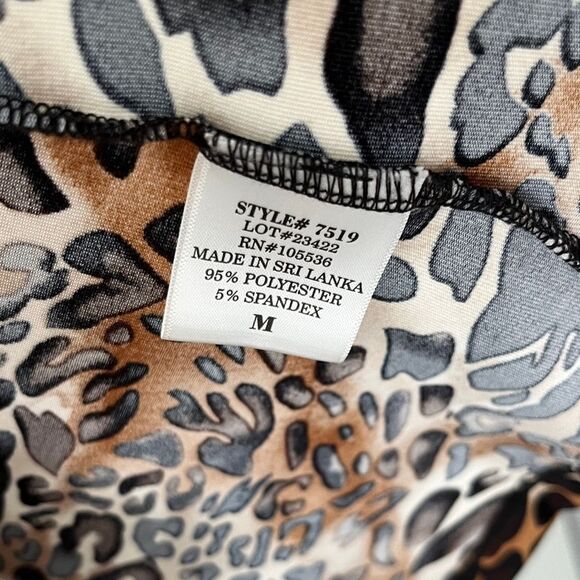 STYLE# 7519
LOT#23422
RN#105536
MADE IN SRI LANKA
95% POLYESTER
5% SPANDEX
M